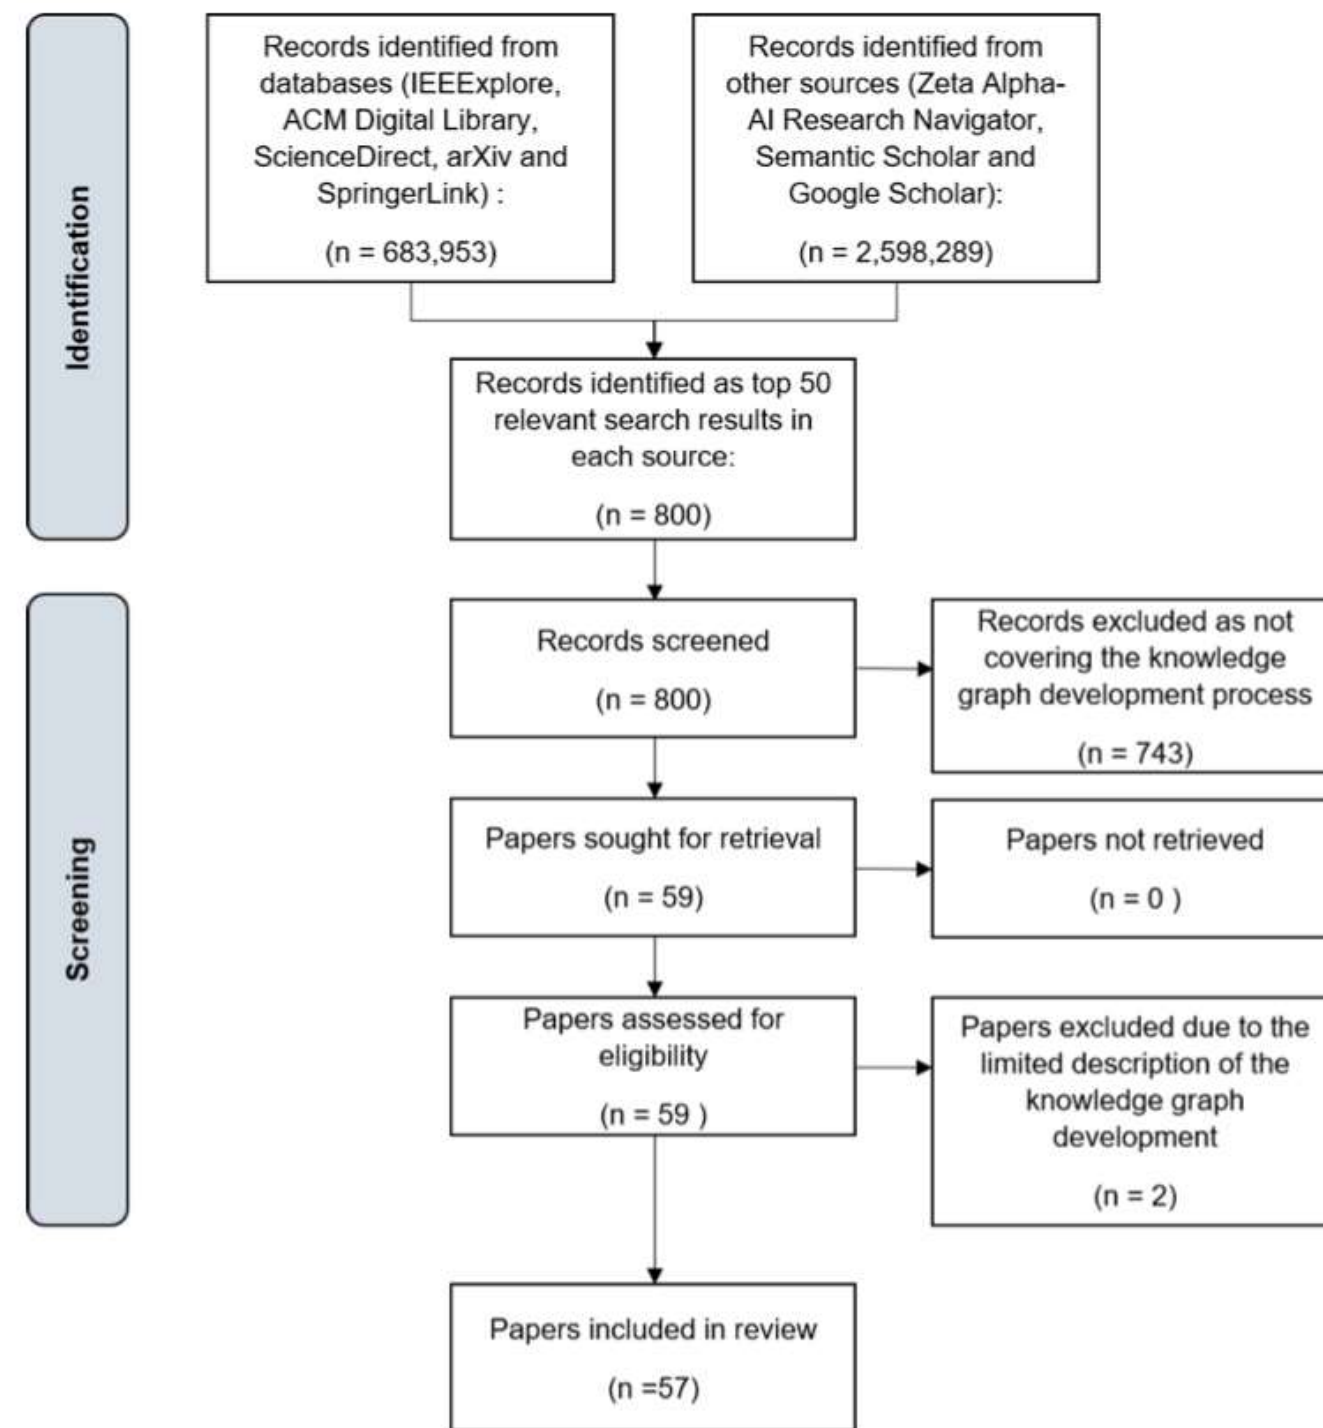 Identification
Records identified from
databases (IEEExplore,
ACM Digital Library,
ScienceDirect, arXiv and
SpringerLink) :
(n = 683,953)
Records identified from
other sources (Zeta Alpha-
AI Research Navigator,
Semantic Scholar and
Google Scholar):
(n = 2,598,289)
Records identified as top 50
relevant search results in
each source:
(n = 800)
Screening
Records screened
(n = 800)
Records excluded as not
covering the knowledge
graph development process
(n = 743)
Papers sought for retrieval
(n = 59)
Papers not retrieved
(n = 0 )
Papers assessed for
eligibility
(n = 59 )
Papers excluded due to the
limited description of the
knowledge graph
development
(n = 2)
Papers included in review
(n =57)